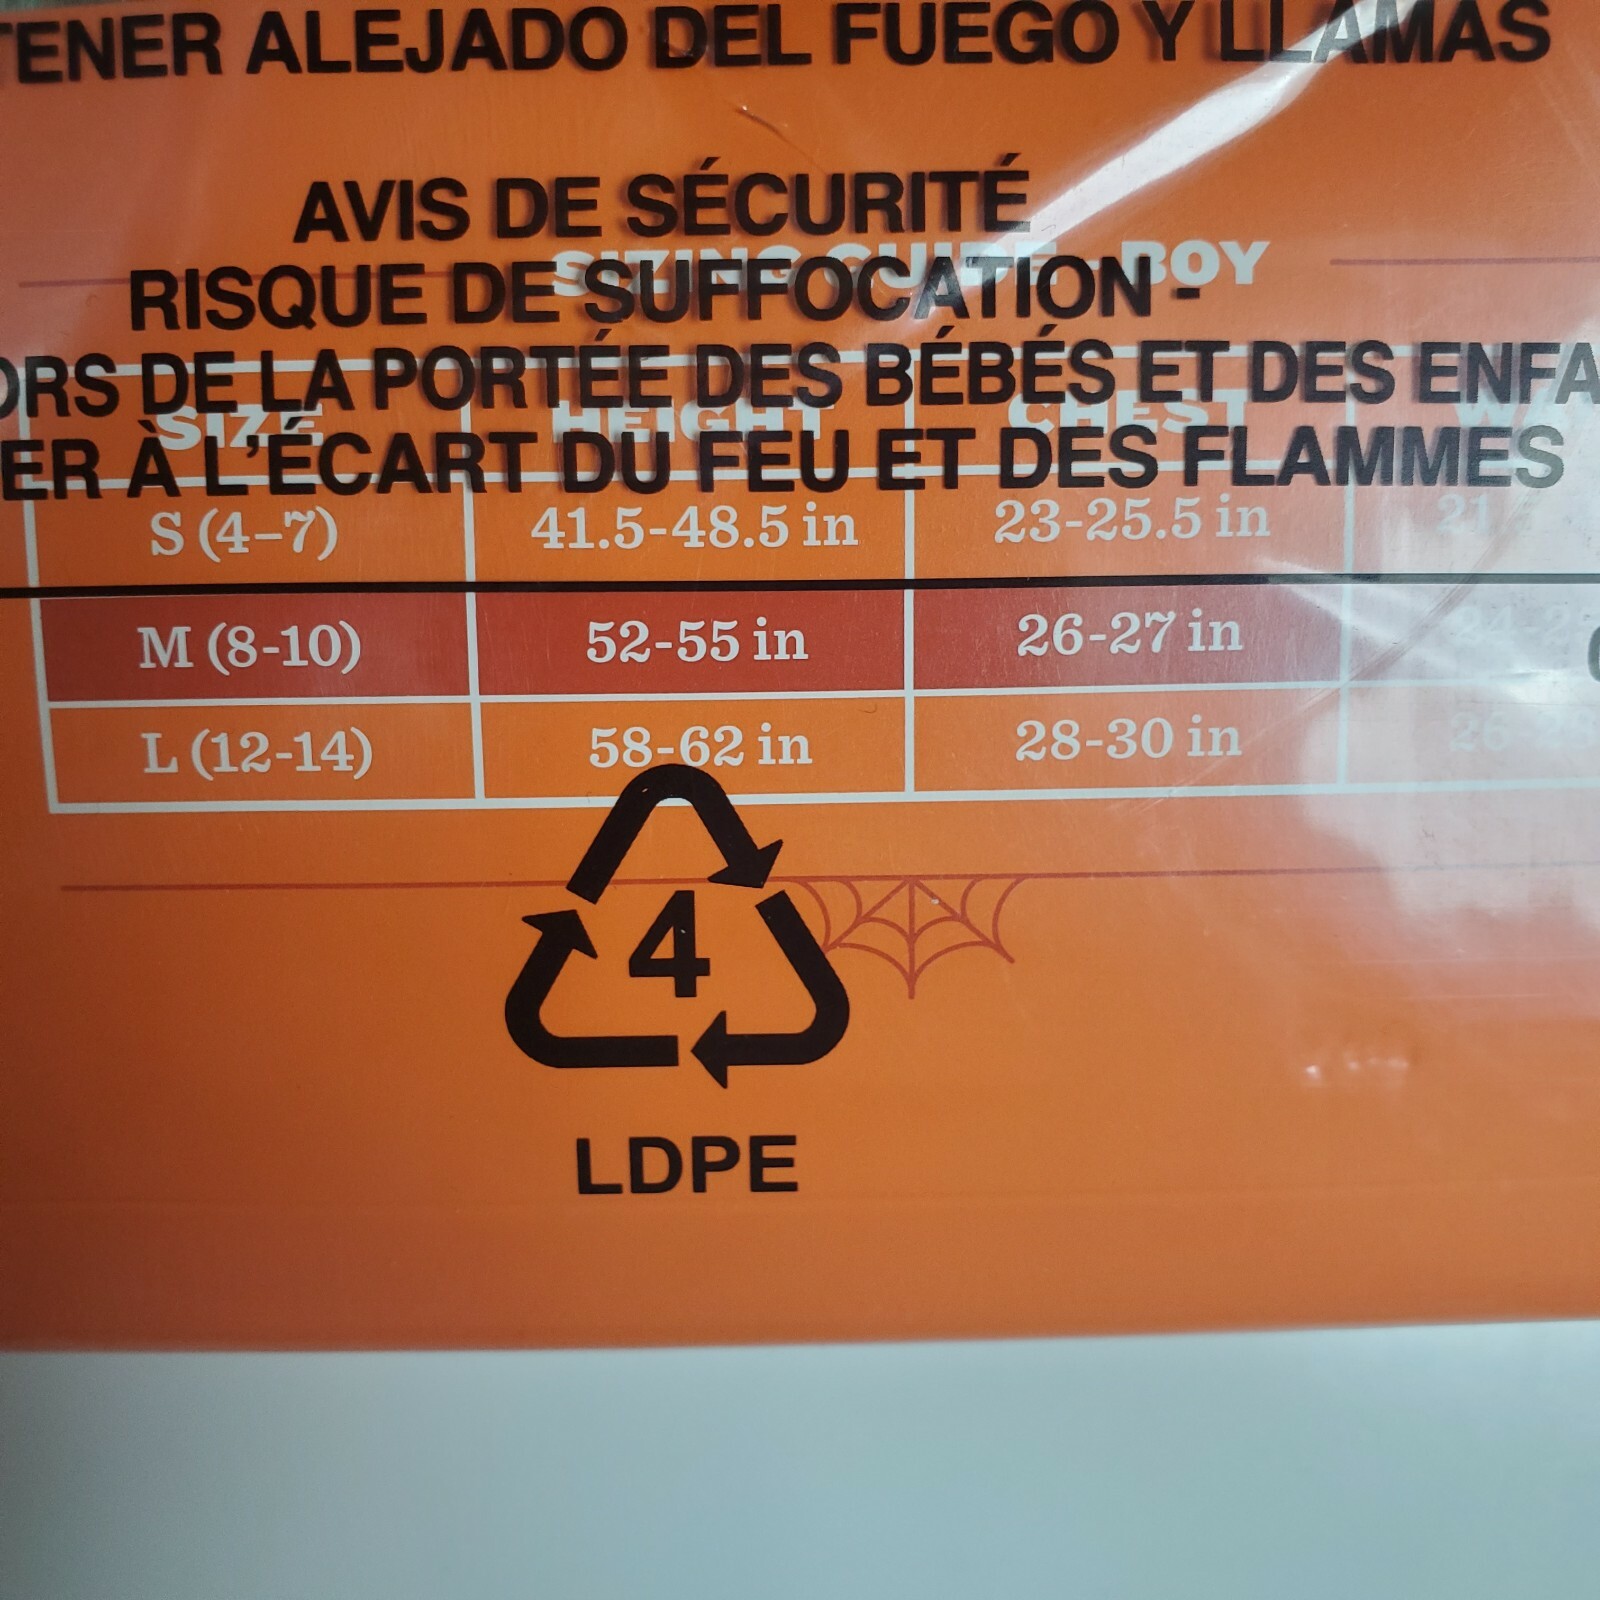 TENER ALEJADO DEL FUEGO Y LLAMAS
AVIS DE SÉCURITÉ
SIZING GUIDE - BOY
RISQUE DE SUFFOCATION -
ORS DE LA PORTÉE DES BÉBÉS ET DES ENFA
SIZE HEIGHT CHEST
ER À L'ÉCART DU FEU ET DES FLAMMES
S (4-7) 41.5-48.5 in 23-25.5 in 21
M (8-10) 52-55 in 26-27 in
L (12-14) 58-62 in 28-30 in
4
LDPE